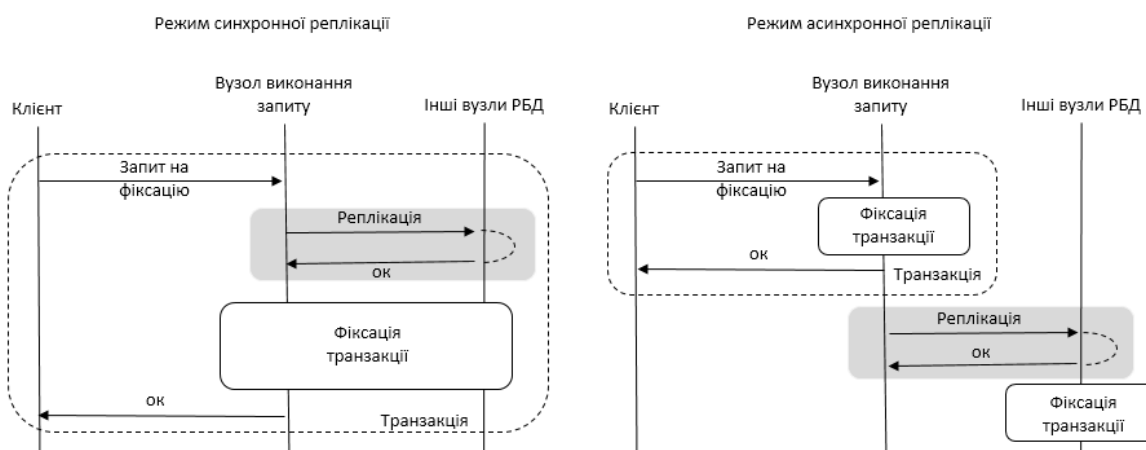 Режим синхронної реплікації
Клієнт
Вузол виконання
запиту
Інші вузли РБД
Запит на
фіксацію
Реплікація
ок
Фіксація
транзакції
ок
Транзакція
Режим асинхронної реплікації
Клієнт
Вузол виконання
запиту
Інші вузли РБД
Запит на
фіксацію
Фіксація
транзакції
ок
Транзакція
Реплікація
ок
Фіксація
транзакції